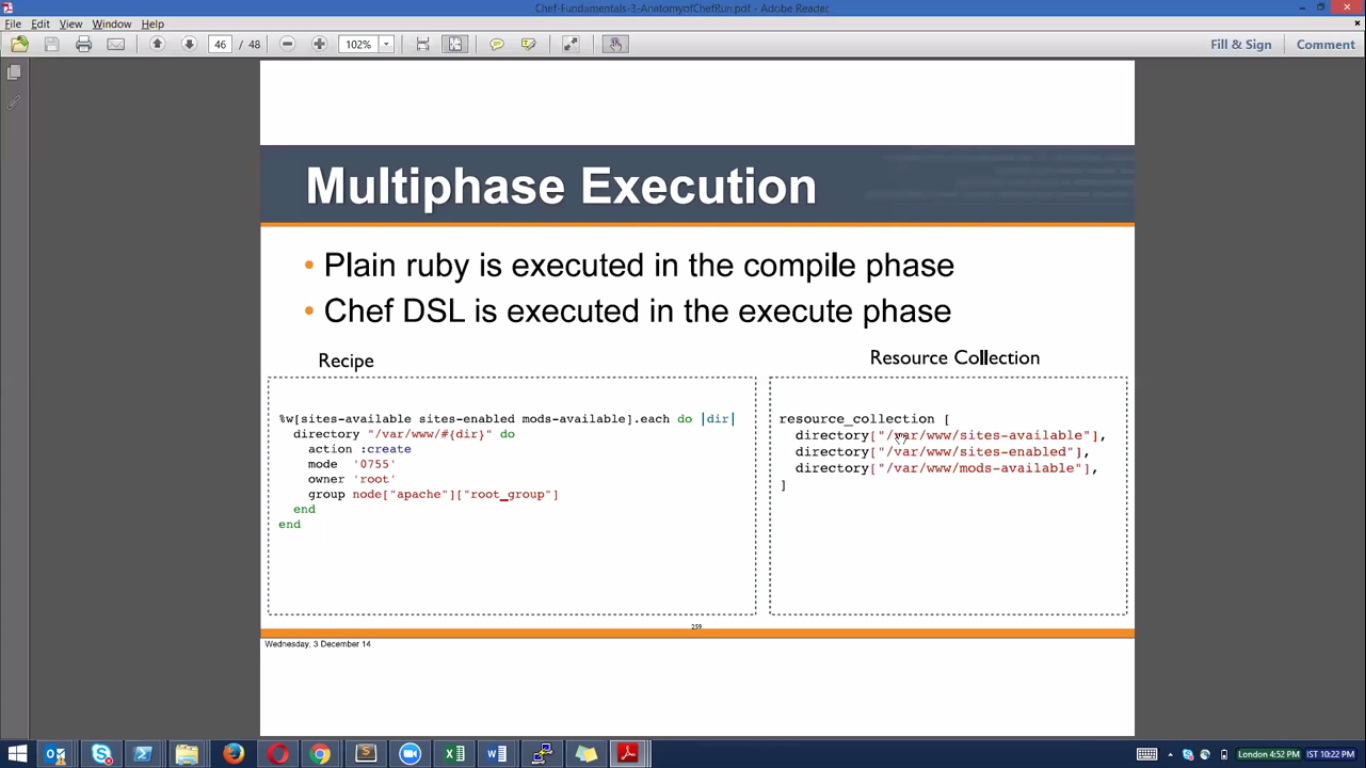 Chef-Fundamentals-3-AnatomyofChefRun.pdf - Adobe Reader
File Edit View Window Help
46 / 48 102% Fill & Sign Comment
Multiphase Execution
• Plain ruby is executed in the compile phase
• Chef DSL is executed in the execute phase
Recipe
%w[sites-available sites-enabled mods-available].each do |dir|
directory "/var/www/#{dir}" do
action :create
mode '0755'
owner 'root'
group node["apache"]["root_group"]
end
end
Resource Collection
resource_collection [
directory["/var/www/sites-available"],
directory["/var/www/sites-enabled"],
directory["/var/www/mods-available"],
]
259
Wednesday, 3 December 14
London 4:52 PM IST 10:22 PM